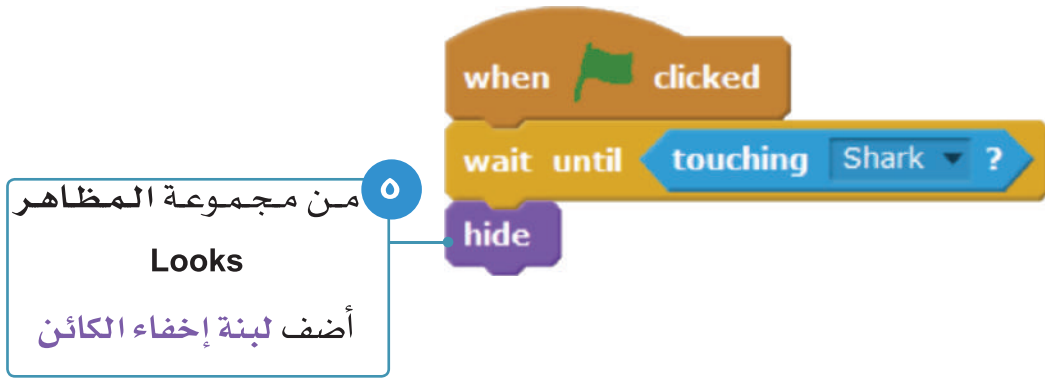 when clicked
wait until touching Shark ?
hide
٥
من مجموعة المظاهر
Looks
أضف لبنة إخفاء الكائن